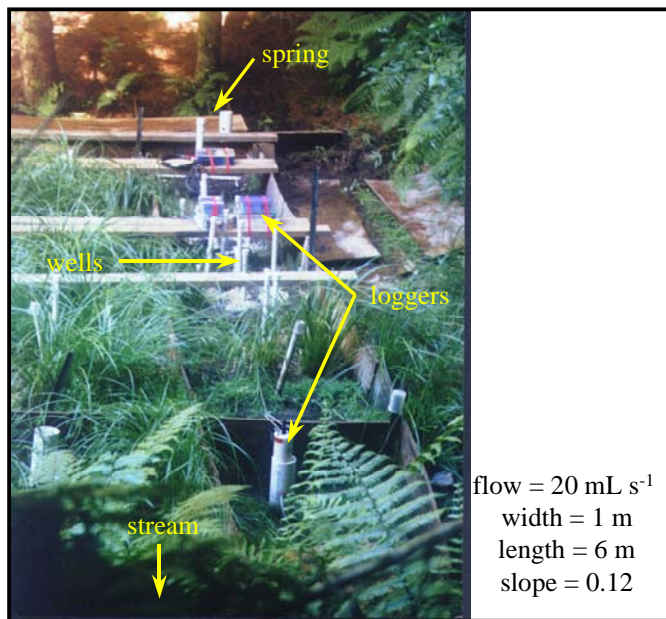 spring
wells
loggers
stream
flow = 20 mL s⁻¹
width = 1 m
length = 6 m
slope = 0.12